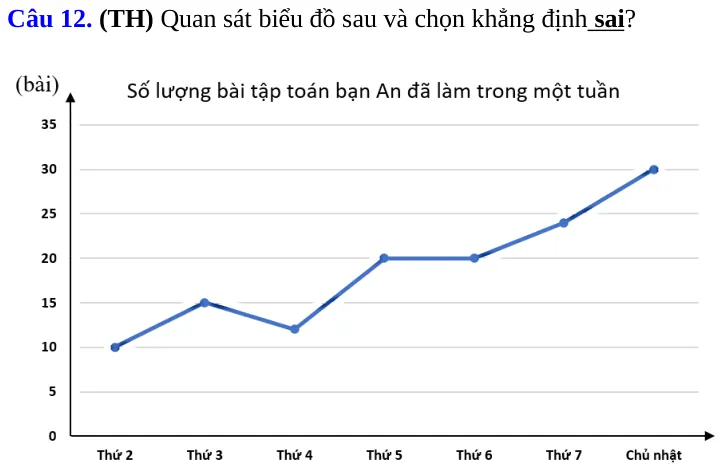 Câu 12. (TH) Quan sát biểu đồ sau và chọn khẳng định sai?
(bài)
Số lượng bài tập toán bạn An đã làm trong một tuần
35
30
25
20
15
10
5
0
Thứ 2 Thứ 3 Thứ 4 Thứ 5 Thứ 6 Thứ 7 Chủ nhật